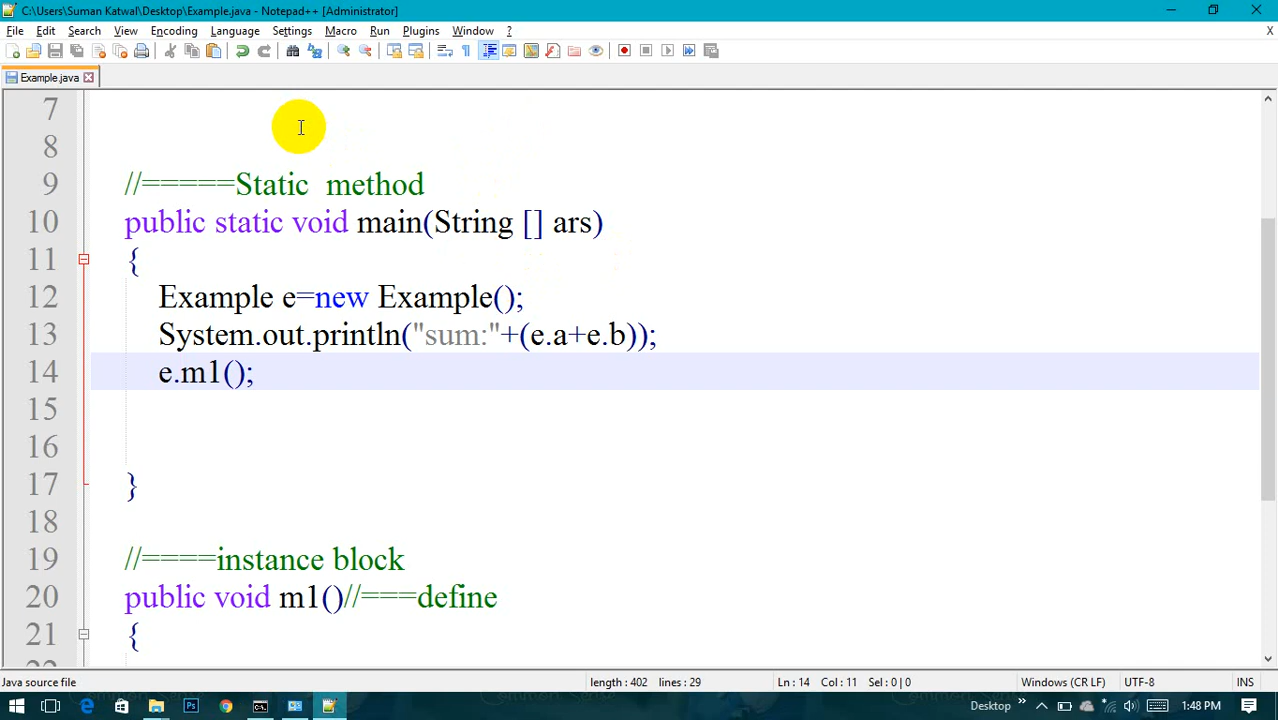 C:\Users\Suman Katwal\Desktop\Example.java - Notepad++ [Administrator]
File Edit Search View Encoding Language Settings Macro Run Plugins Window ? X
Example.java
7
8
9 //=====Static  method
10 public static void main(String [] ars)
11 {
12 Example e=new Example();
13 System.out.println("sum:"+(e.a+e.b));
14 e.m1();
15
16
17 }
18
19 //====instance block
20 public void m1()//===define
21 {
22
Java source file length : 402 lines : 29 Ln : 14 Col : 11 Sel : 0 | 0 Windows (CR LF) UTF-8 INS
Desktop 1:48 PM